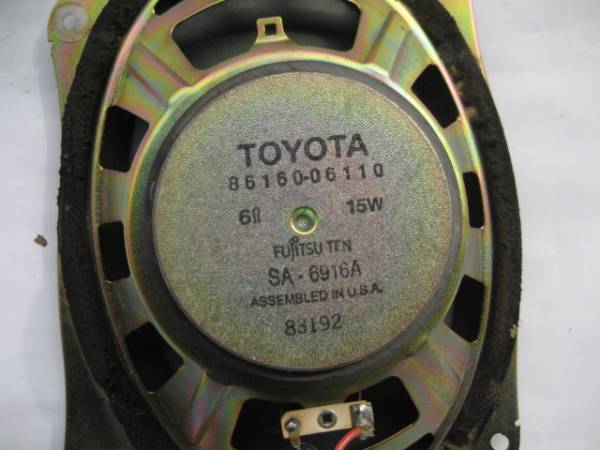 TOYOTA
86160-06110
6Ω 15W
FUJITSU TEN
SA-6916A
ASSEMBLED IN U.S.A.
83192